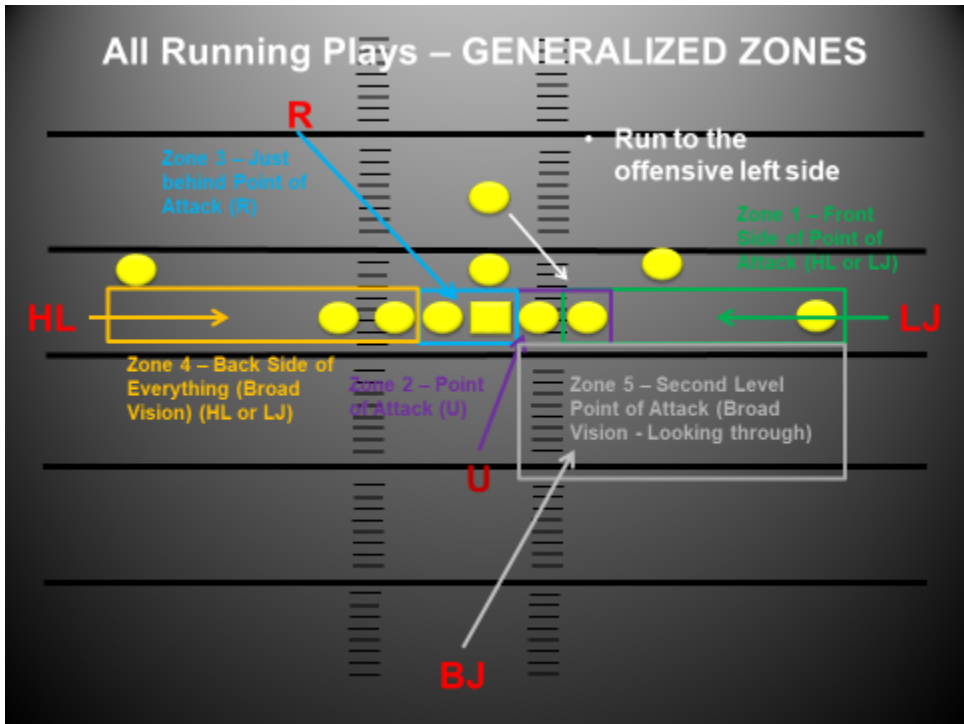 All Running Plays – GENERALIZED ZONES
R
• Run to the
offensive left side
Zone 3 – Just
behind Point of
Attack (R)
Zone 1 – Front
Side of Point of
Attack (HL or LJ)
HL
LJ
Zone 4 – Back Side of
Everything (Broad
Vision) (HL or LJ)
Zone 2 – Point
of Attack (U)
Zone 5 – Second Level
Point of Attack (Broad
Vision - Looking through)
U
BJ